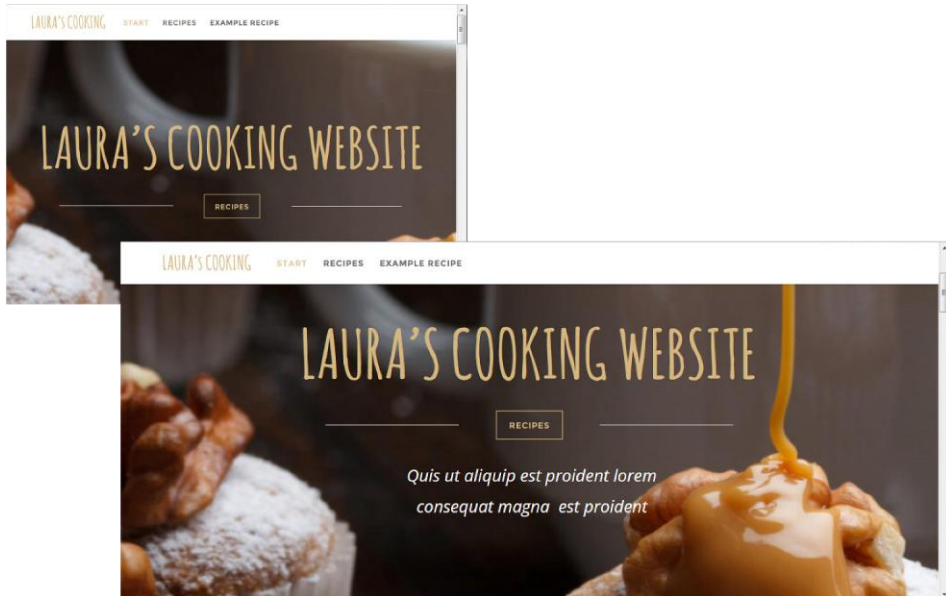 LAURA'S COOKING START RECIPES EXAMPLE RECIPE
LAURA'S COOKING WEBSITE
RECIPES
LAURA'S COOKING START RECIPES EXAMPLE RECIPE
LAURA'S COOKING WEBSITE
RECIPES
Quis ut aliquip est proident lorem
consequat magna est proident